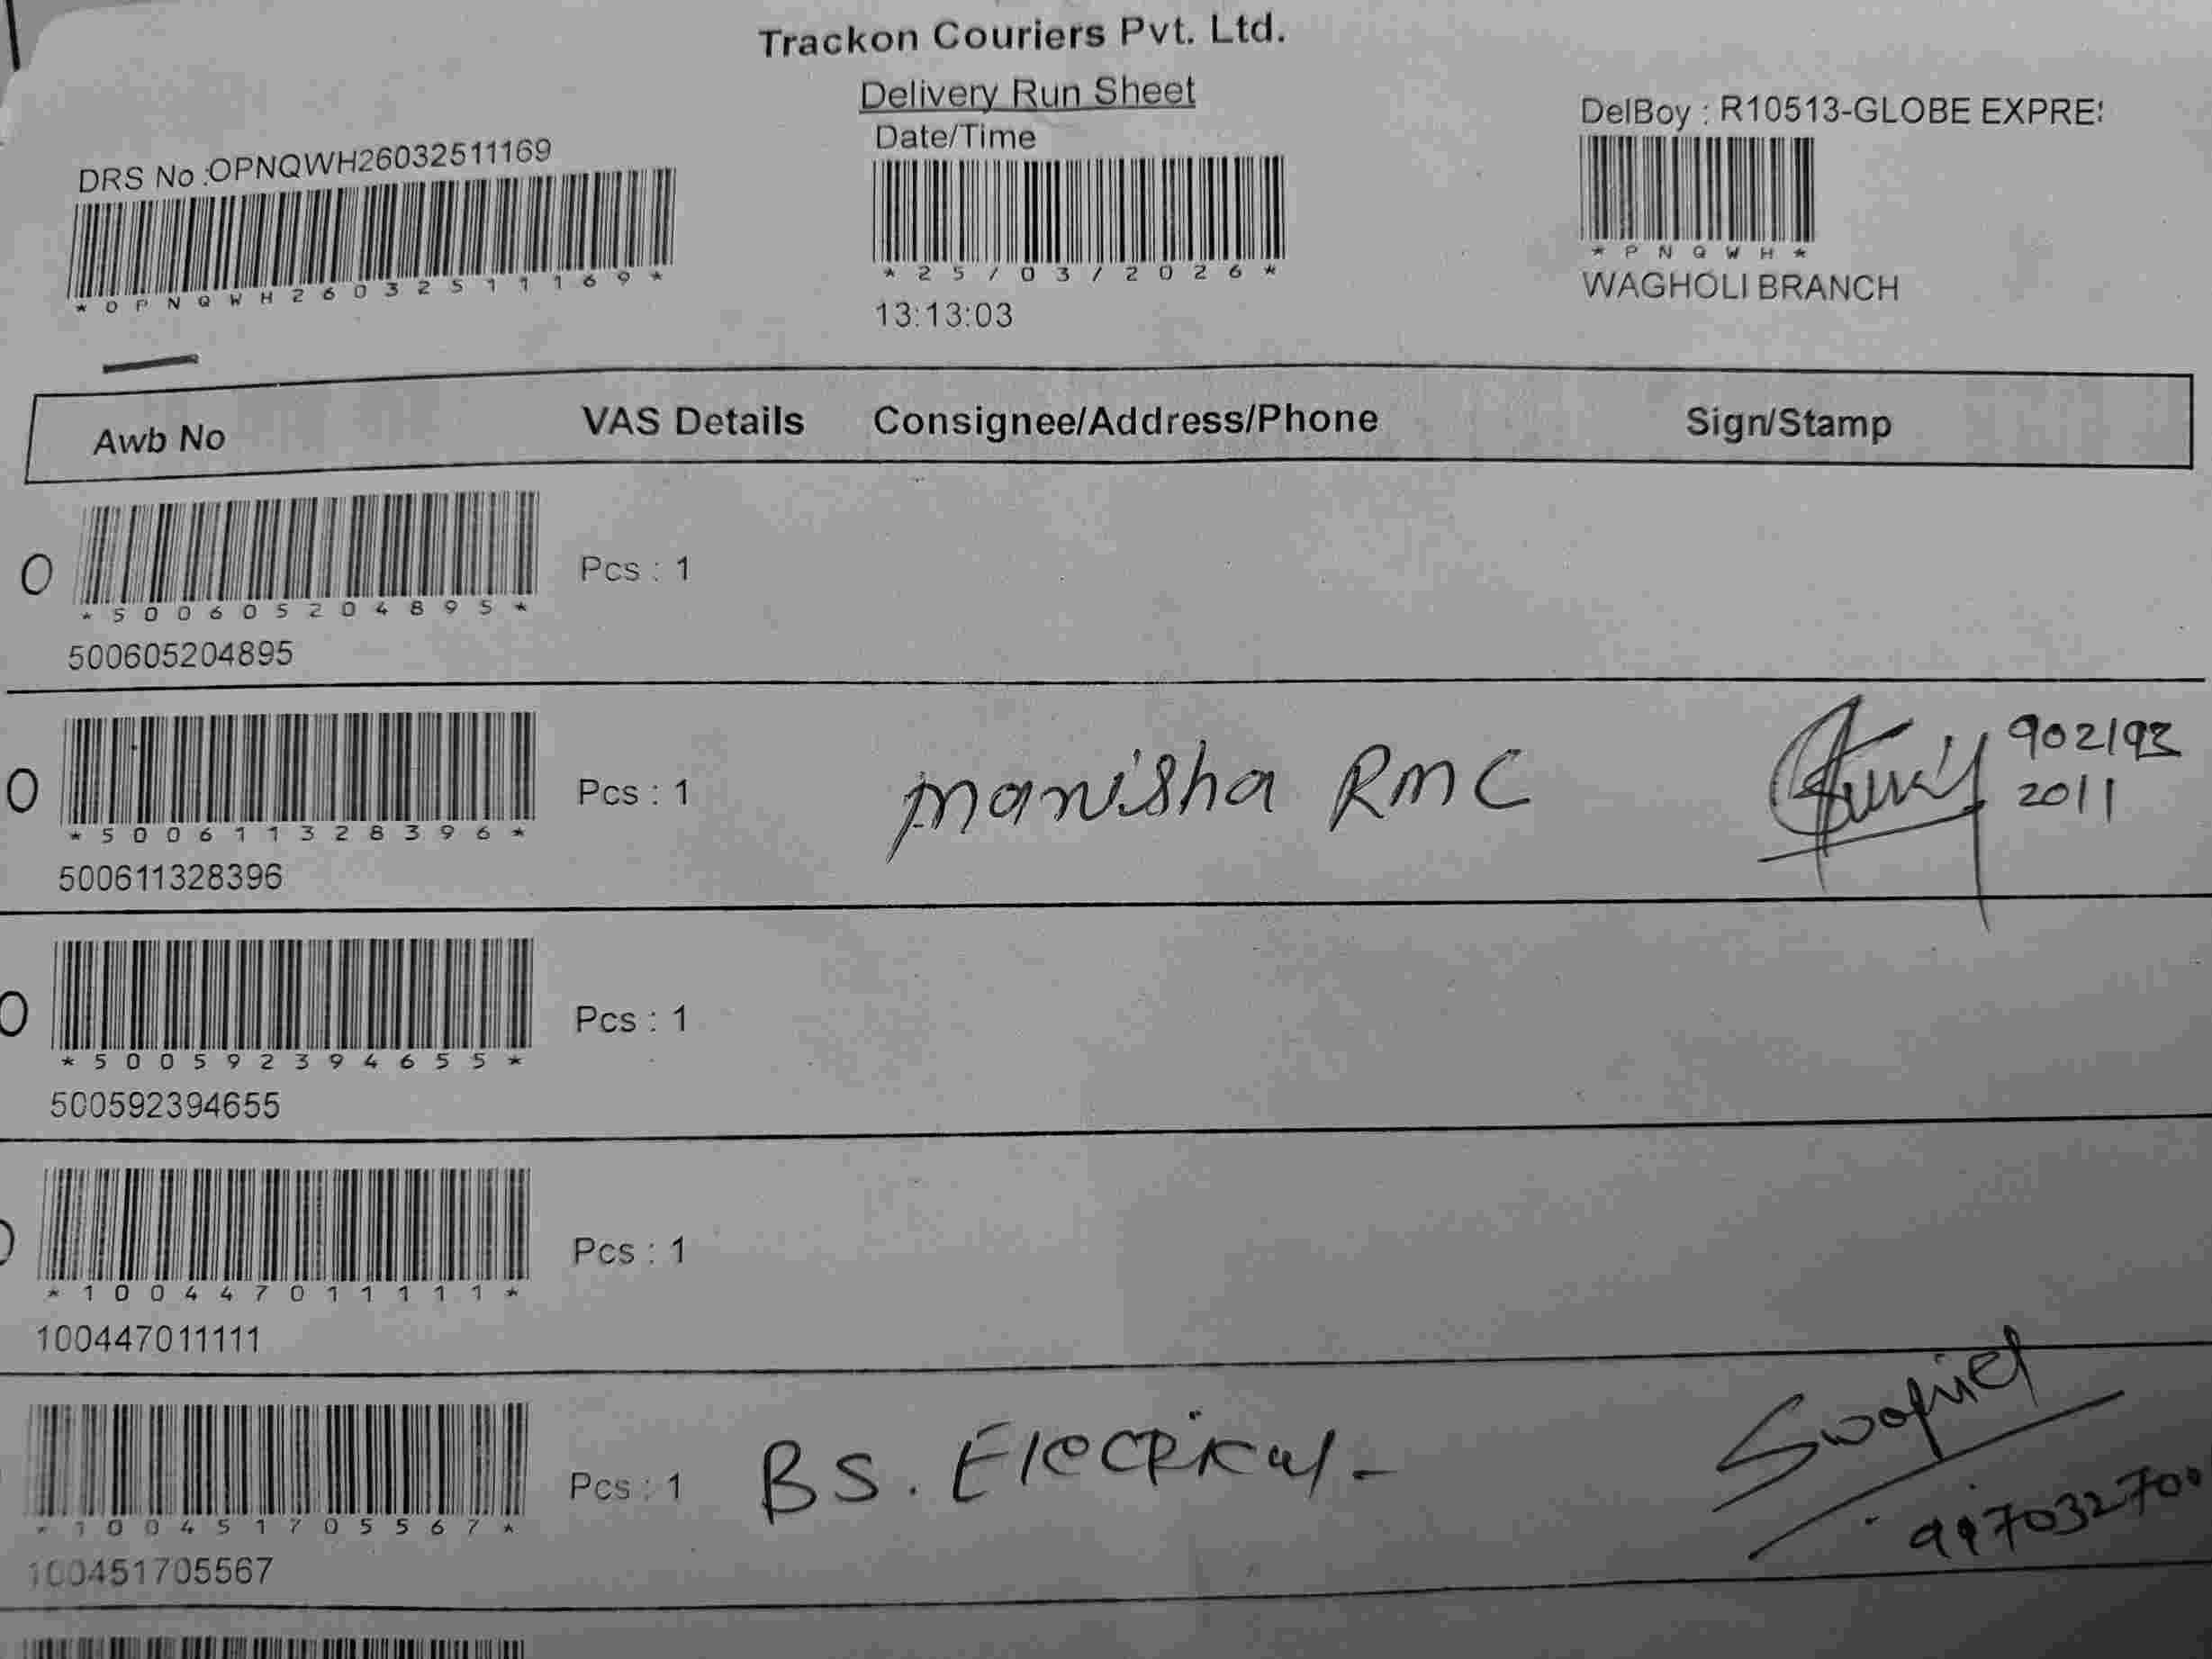 Trackon Couriers Pvt. Ltd.
Delivery Run Sheet
DRS No :OPNQWH26032511169
*OPNQWH26032511169*
Date/Time
*25/03/2026*
13:13:03
DelBoy : R10513-GLOBE EXPRE
*PNQWH*
WAGHOLI BRANCH
Awb No VAS Details Consignee/Address/Phone Sign/Stamp
*500605204895*
500605204895
Pcs : 1
*500611328396*
500611328396
Pcs : 1
manisha RMC
2011
*500592394655*
500592394655
Pcs : 1
*100447011111*
100447011111
Pcs : 1
*100451705567*
100451705567
Pcs : 1
BS.